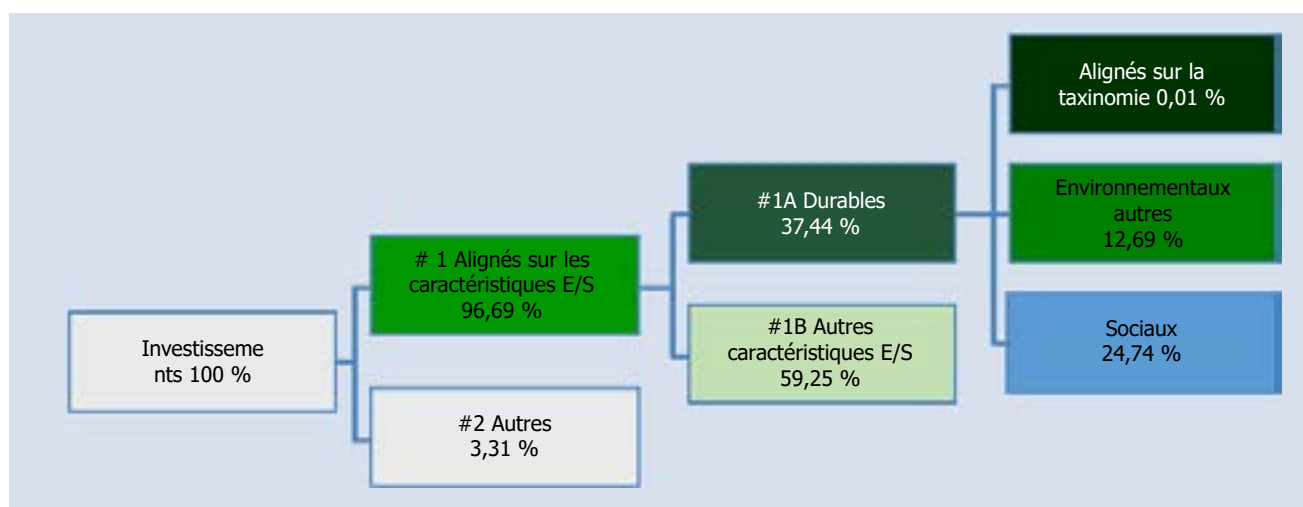 Investisseme
nts 100 %
# 1 Alignés sur les
caractéristiques E/S
96,69 %
#2 Autres
3,31 %
#1A Durables
37,44 %
#1B Autres
caractéristiques E/S
59,25 %
Alignés sur la
taxinomie 0,01 %
Environnementaux
autres
12,69 %
Sociaux
24,74 %